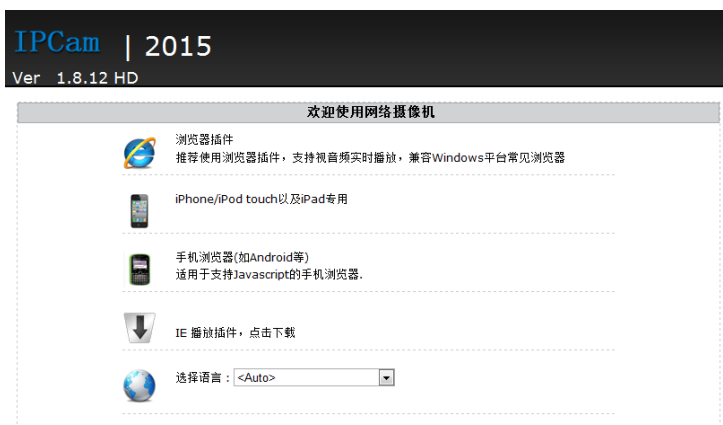 IPCam | 2015
Ver 1.8.12 HD
欢迎使用网络摄像机
浏览器插件
推荐使用浏览器插件，支持视音频实时播放，兼容Windows平台常见浏览器
iPhone/iPod touch以及iPad专用
手机浏览器(如Android等)
适用于支持Javascript的手机浏览器.
IE 播放插件，点击下载
选择语言：<Auto>